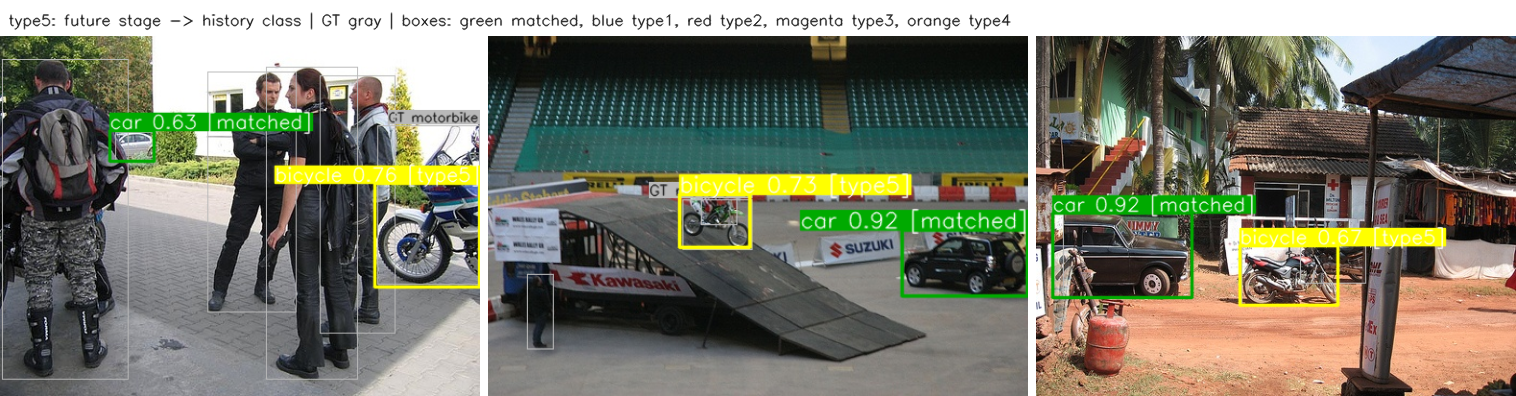 type5: future stage -> history class | GT gray | boxes: green matched, blue type1, red type2, magenta type3, orange type4
car 0.63 [matched]
GT motorbike
bicycle 0.76 [type5]
GT
bicycle 0.73 [type5]
car 0.92 [matched]
SUZUKI
Kawasaki
car 0.92 [matched]
bicycle 0.67 [type5]